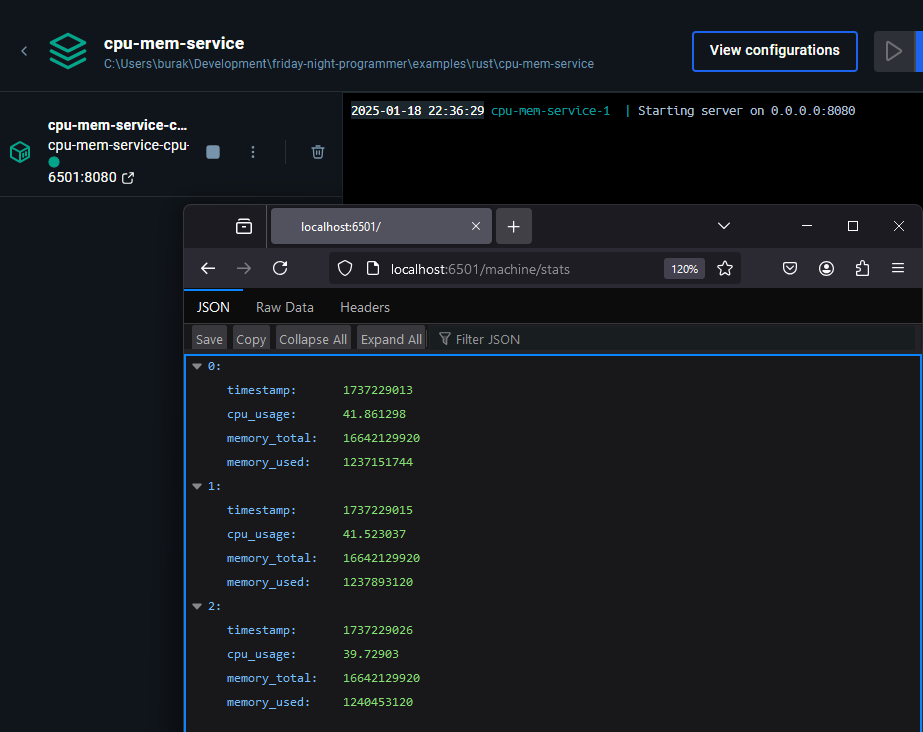 cpu-mem-service
C:\Users\burak\Development\friday-night-programmer\examples\rust\cpu-mem-service
View configurations
cpu-mem-service-c...
cpu-mem-service-cpu-
6501:8080
2025-01-18 22:36:29 cpu-mem-service-1 | Starting server on 0.0.0.0:8080
localhost:6501/
localhost:6501/machine/stats
120%
JSON Raw Data Headers
Save Copy Collapse All Expand All Filter JSON
0:
timestamp: 1737229013
cpu_usage: 41.861298
memory_total: 16642129920
memory_used: 1237151744
1:
timestamp: 1737229015
cpu_usage: 41.523037
memory_total: 16642129920
memory_used: 1237893120
2:
timestamp: 1737229026
cpu_usage: 39.72903
memory_total: 16642129920
memory_used: 1240453120